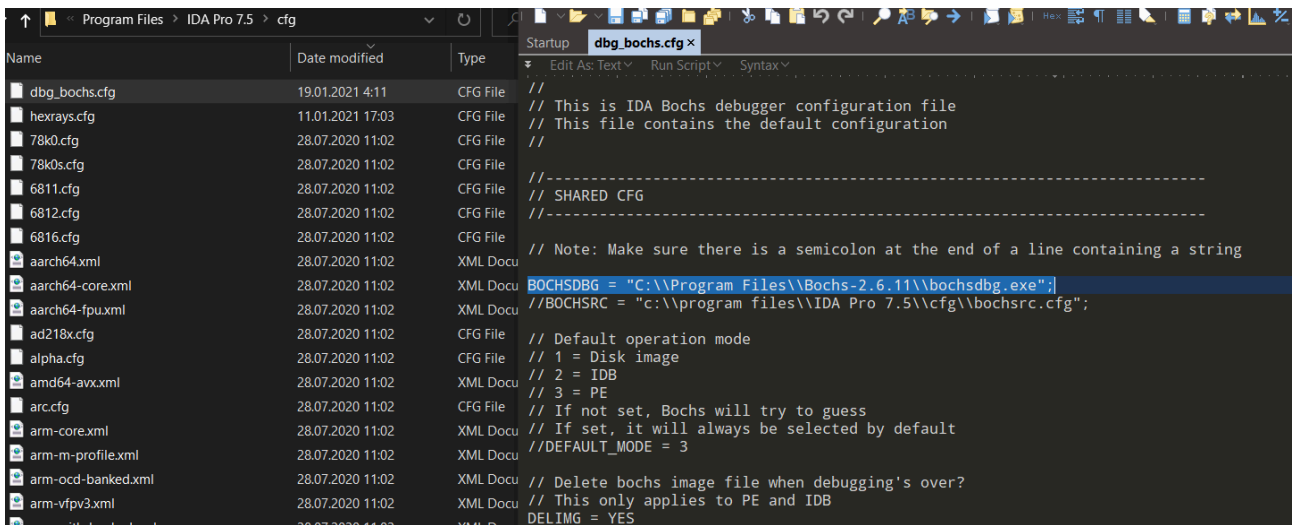 « Program Files > IDA Pro 7.5 > cfg
Name Date modified Type
dbg_bochs.cfg 19.01.2021 4:11 CFG File
hexrays.cfg 11.01.2021 17:03 CFG File
78k0.cfg 28.07.2020 11:02 CFG File
78k0s.cfg 28.07.2020 11:02 CFG File
6811.cfg 28.07.2020 11:02 CFG File
6812.cfg 28.07.2020 11:02 CFG File
6816.cfg 28.07.2020 11:02 CFG File
aarch64.xml 28.07.2020 11:02 XML Docu
aarch64-core.xml 28.07.2020 11:02 XML Docu
aarch64-fpu.xml 28.07.2020 11:02 XML Docu
ad218x.cfg 28.07.2020 11:02 CFG File
alpha.cfg 28.07.2020 11:02 CFG File
amd64-avx.xml 28.07.2020 11:02 XML Docu
arc.cfg 28.07.2020 11:02 CFG File
arm-core.xml 28.07.2020 11:02 XML Docu
arm-m-profile.xml 28.07.2020 11:02 XML Docu
arm-ocd-banked.xml 28.07.2020 11:02 XML Docu
arm-vfpv3.xml 28.07.2020 11:02 XML Docu
Hex
Startup dbg_bochs.cfg ×
Edit As: Text Run Script Syntax
//
// This is IDA Bochs debugger configuration file
// This file contains the default configuration
//
//--------------------------------------------------------------------------
// SHARED CFG
//--------------------------------------------------------------------------
// Note: Make sure there is a semicolon at the end of a line containing a string
BOCHSDBG = "C:\\Program Files\\Bochs-2.6.11\\bochsdbg.exe";
//BOCHSRC = "c:\\program files\\IDA Pro 7.5\\cfg\\bochsrc.cfg";
// Default operation mode
// 1 = Disk image
// 2 = IDB
// 3 = PE
// If not set, Bochs will try to guess
// If set, it will always be selected by default
//DEFAULT_MODE = 3
// Delete bochs image file when debugging's over?
// This only applies to PE and IDB
DELIMG = YES